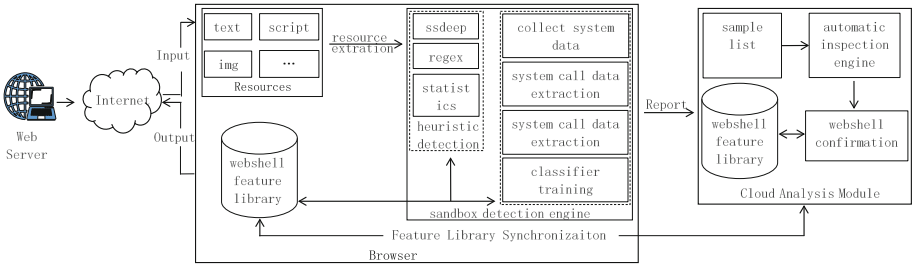 Web
Server
Internet
Input
Output
text
script
img
...
Resources
resource
extration
webshell
feature
library
ssdeep
regex
statist
ics
heuristic
detection
collect system
data
system call data
extraction
system call data
extraction
classifier
training
sandbox detection engine
Feature Library Synchronizaiton
Browser
Report
sample
list
automatic
inspection
engine
webshell
feature
library
webshell
confirmation
Cloud Analysis Module